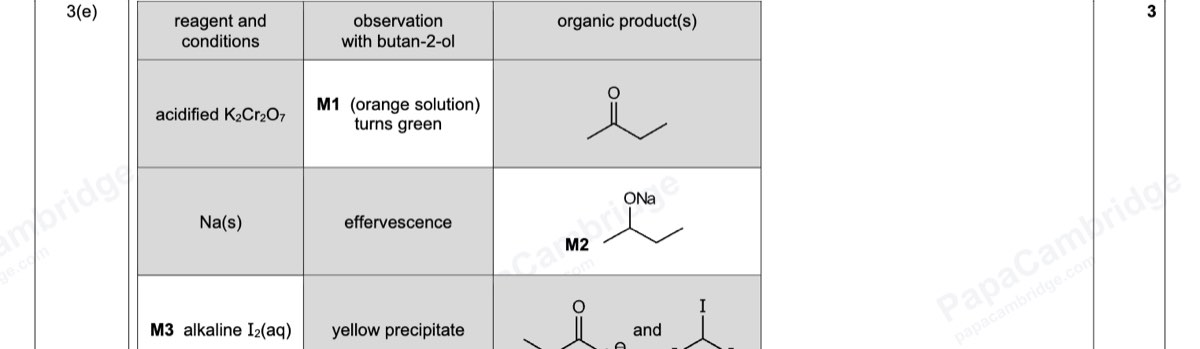 3(e)
reagent and
conditions
observation
with butan-2-ol
organic product(s)
3
acidified K₂Cr₂O₇
M1 (orange solution)
turns green
O
Na(s)
effervescence
M2
ONa
M3 alkaline I₂(aq)
yellow precipitate
O
and
I
PapaCambridge
papacambridge.com